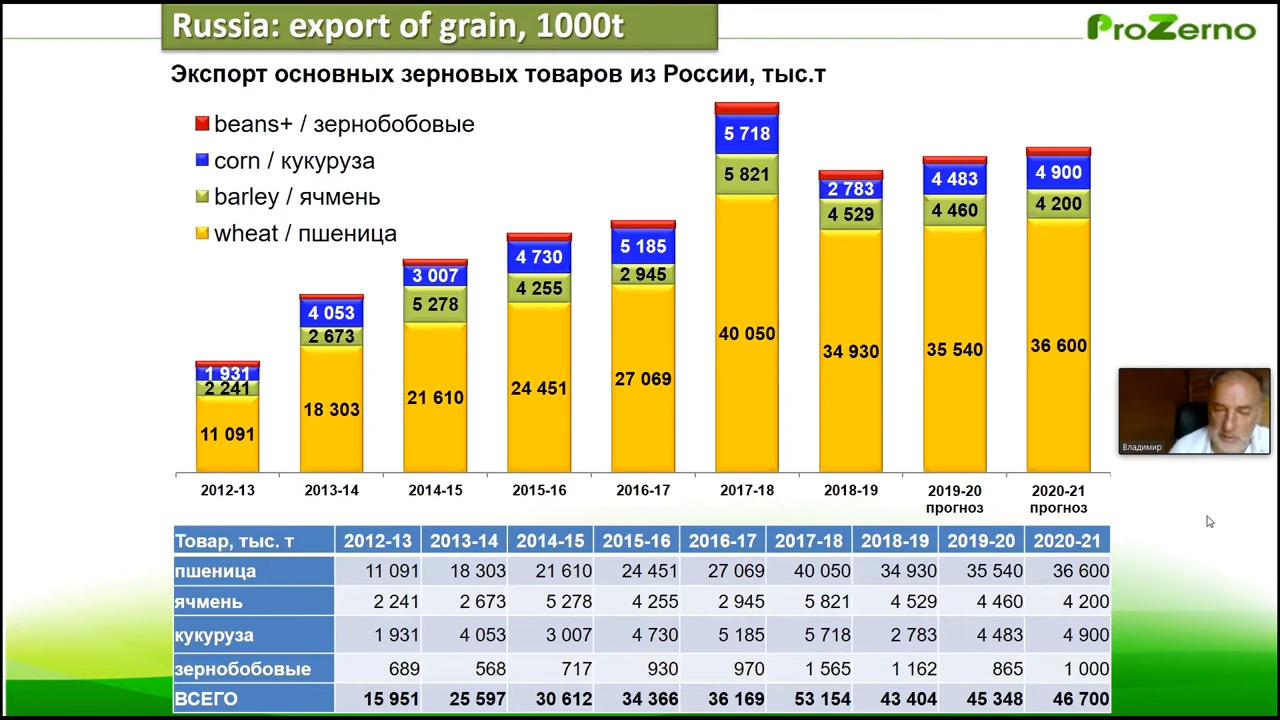 Russia: export of grain, 1000t
ProZerno
Экспорт основных зерновых товаров из России, тыс.т
beans+ / зернобобовые
corn / кукуруза
barley / ячмень
wheat / пшеница
1 931
2 241
11 091
4 053
2 673
18 303
3 007
5 278
21 610
4 730
4 255
24 451
5 185
2 945
27 069
5 718
5 821
40 050
2 783
4 529
34 930
4 483
4 460
35 540
4 900
4 200
36 600
Владимир
2012-13 2013-14 2014-15 2015-16 2016-17 2017-18 2018-19 2019-20 2020-21
прогноз прогноз
Товар, тыс. т 2012-13 2013-14 2014-15 2015-16 2016-17 2017-18 2018-19 2019-20 2020-21
пшеница 11 091 18 303 21 610 24 451 27 069 40 050 34 930 35 540 36 600
ячмень 2 241 2 673 5 278 4 255 2 945 5 821 4 529 4 460 4 200
кукуруза 1 931 4 053 3 007 4 730 5 185 5 718 2 783 4 483 4 900
зернобобовые 689 568 717 930 970 1 565 1 162 865 1 000
ВСЕГО 15 951 25 597 30 612 34 366 36 169 53 154 43 404 45 348 46 700